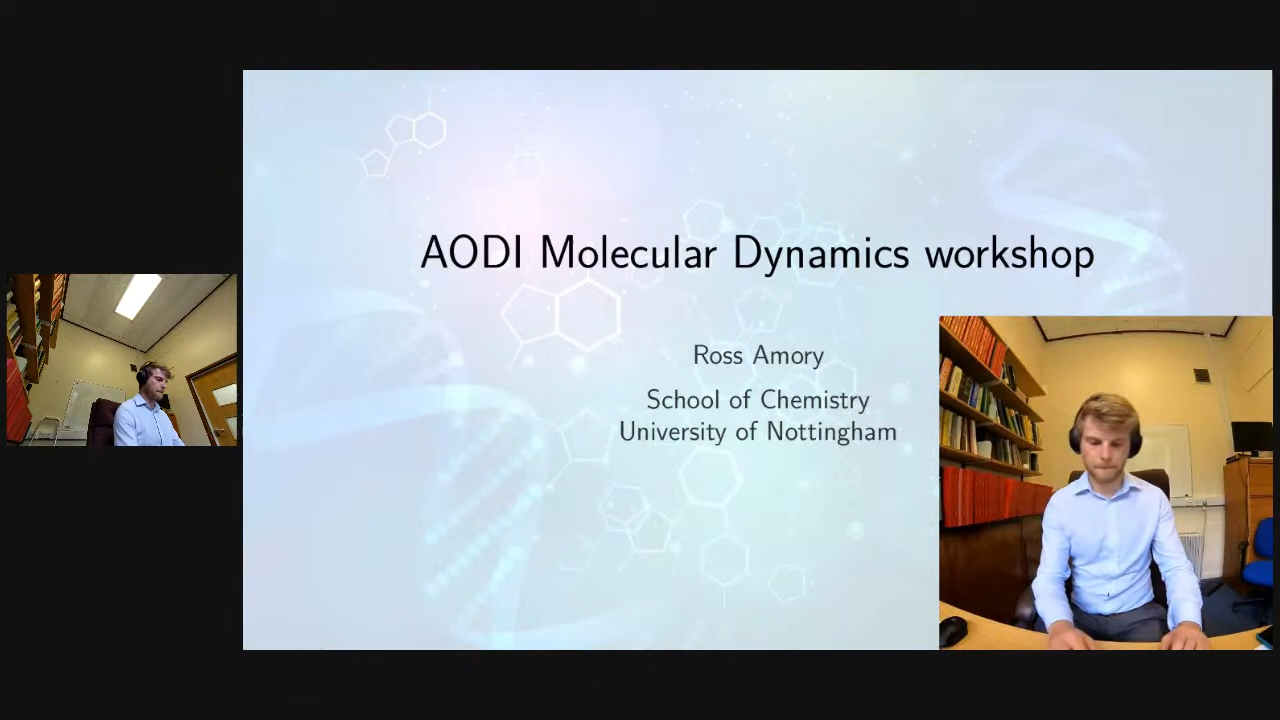 AODI Molecular Dynamics workshop
Ross Amory
School of Chemistry
University of Nottingham